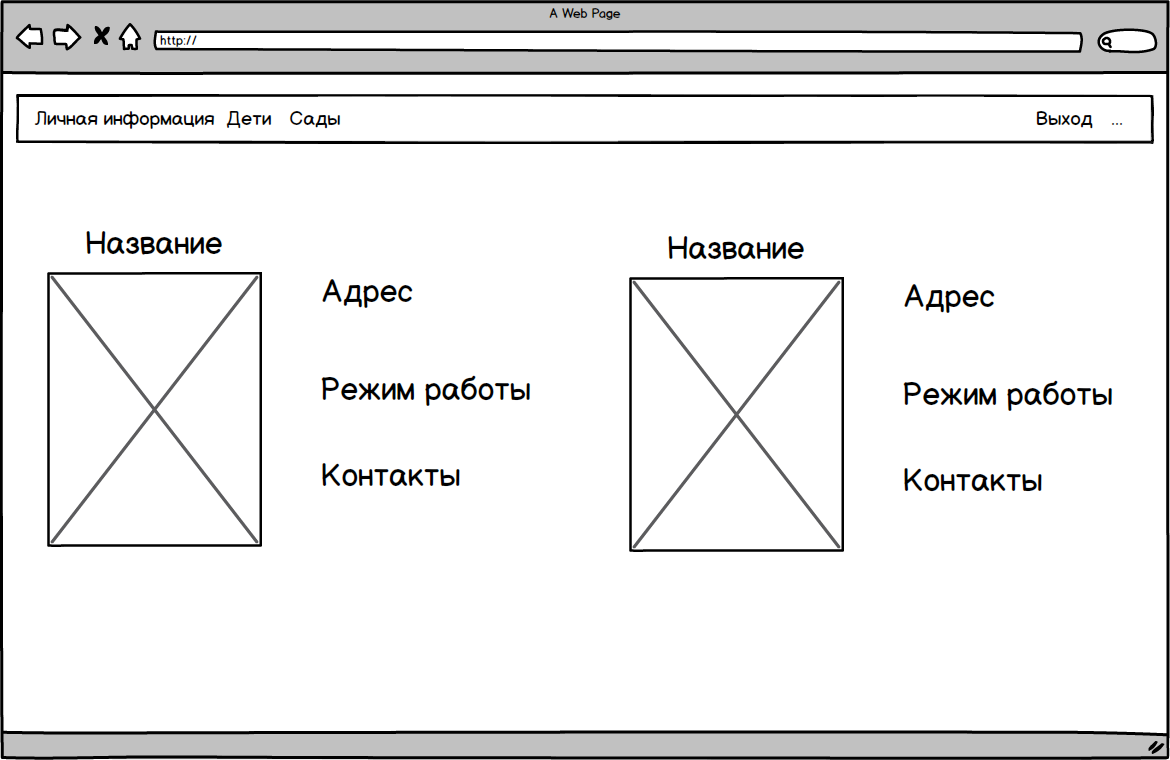 A Web Page
http://
Личная информация Дети Сады Выход ...
Название
Адрес
Режим работы
Контакты
Название
Адрес
Режим работы
Контакты